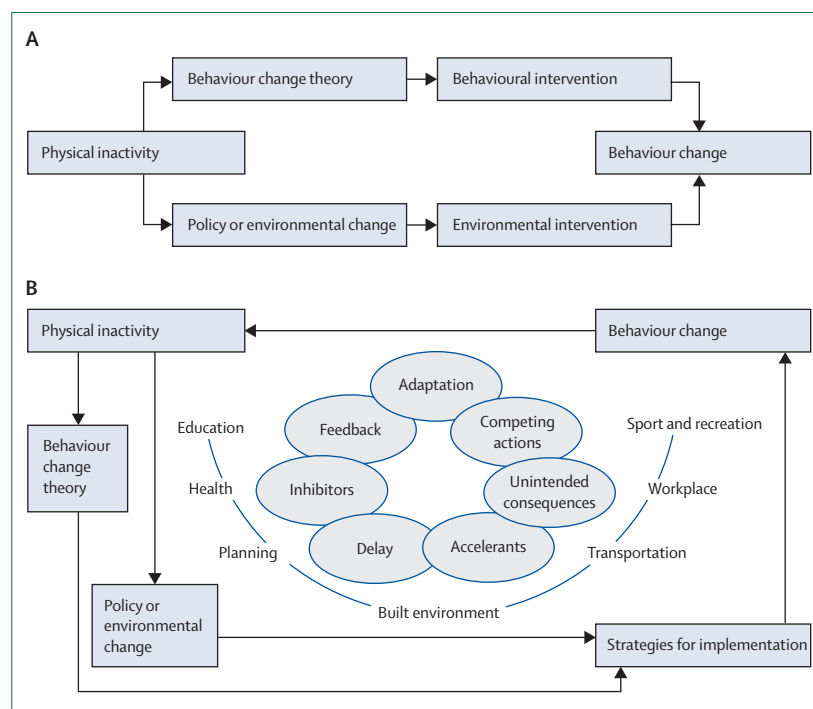 A
Behaviour change theory
Behavioural intervention
Physical inactivity
Behaviour change
Policy or environmental change
Environmental intervention
B
Physical inactivity
Behaviour change
Adaptation
Education
Feedback
Competing
actions
Sport and recreation
Behaviour
change
theory
Health
Inhibitors
Unintended
consequences
Workplace
Planning
Delay
Accelerants
Transportation
Built environment
Policy or
environmental
change
Strategies for implementation